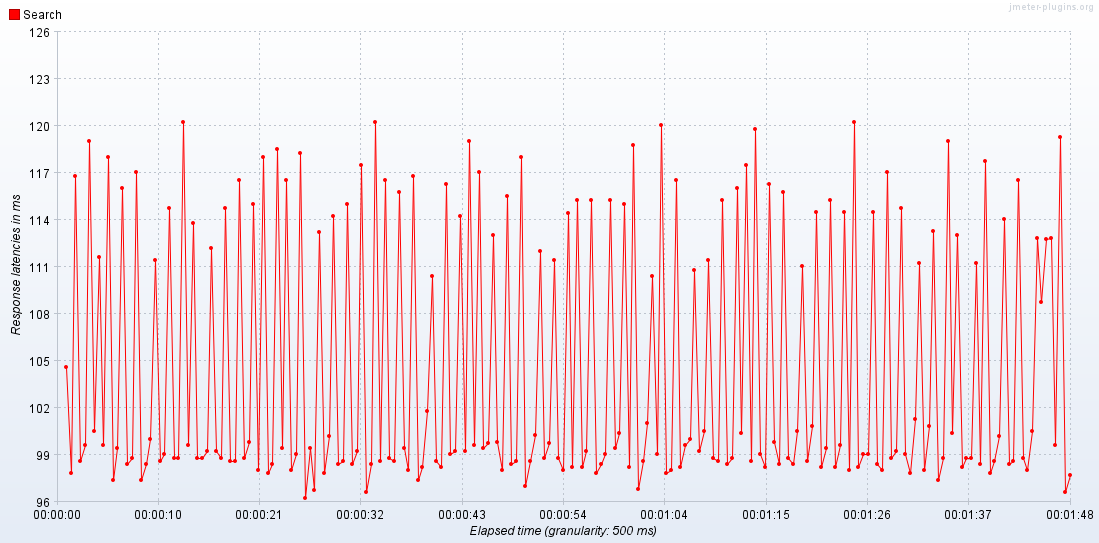 jmeter-plugins.org
Search
126
123
120
117
114
111
108
105
102
99
96
Response latencies in ms
00:00:00 00:00:10 00:00:21 00:00:32 00:00:43 00:00:54 00:01:04 00:01:15 00:01:26 00:01:37 00:01:48
Elapsed time (granularity: 500 ms)